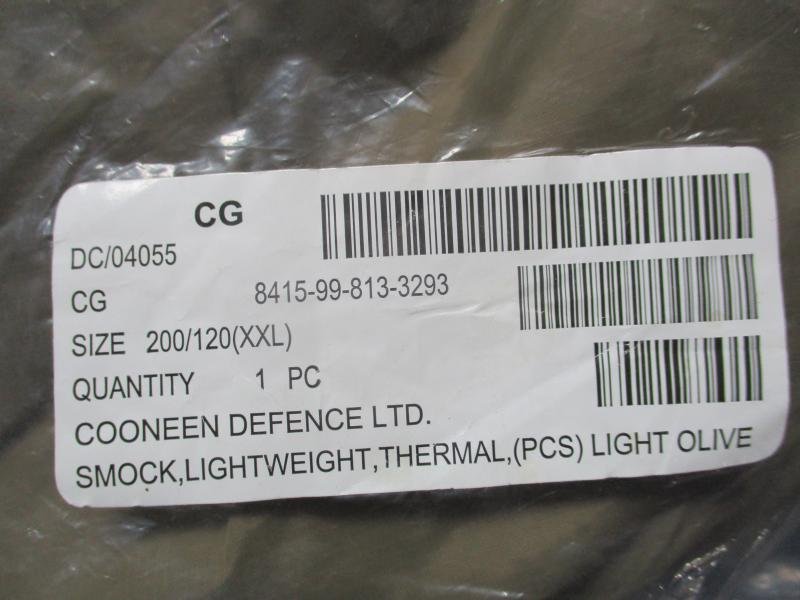 CG
DC/04055
CG 8415-99-813-3293
SIZE 200/120(XXL)
QUANTITY 1 PC
COONEEN DEFENCE LTD.
SMOCK,LIGHTWEIGHT,THERMAL,(PCS) LIGHT OLIVE